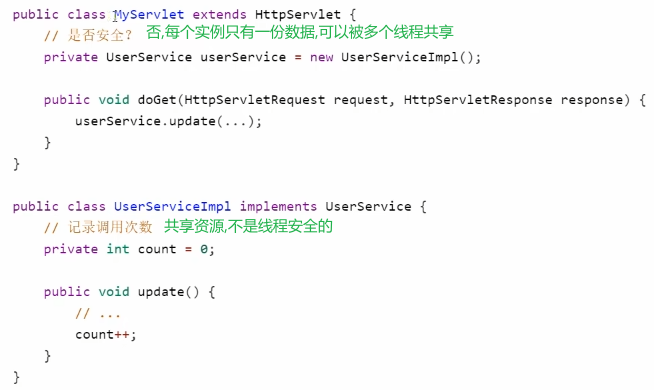 public class MyServlet extends HttpServlet {
    // 是否安全? 否,每个实例只有一份数据,可以被多个线程共享
    private UserService userService = new UserServiceImpl();
    public void doGet(HttpServletRequest request, HttpServletResponse response) {
        userService.update(...);
    }
}
public class UserServiceImpl implements UserService {
    // 记录调用次数 共享资源,不是线程安全的
    private int count = 0;
    public void update() {
        // ...
        count++;
    }
}